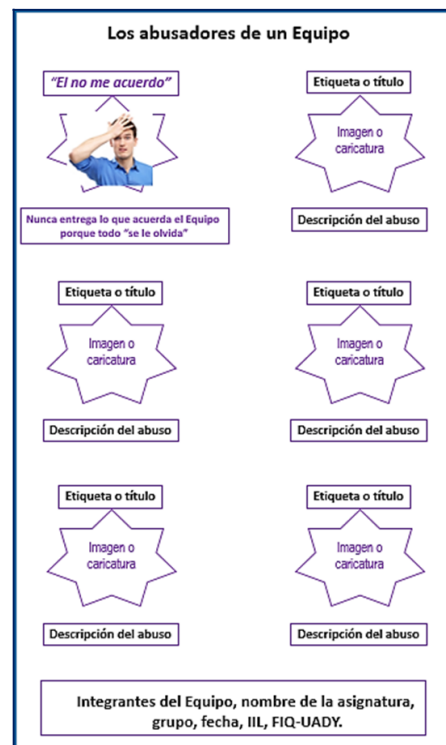 Los abusadores de un Equipo
"El no me acuerdo"
Nunca entrega lo que acuerda el Equipo
porque todo "se le olvida"
Etiqueta o título
Imagen o
caricatura
Descripción del abuso
Etiqueta o título
Imagen o
caricatura
Descripción del abuso
Etiqueta o título
Imagen o
caricatura
Descripción del abuso
Etiqueta o título
Imagen o
caricatura
Descripción del abuso
Etiqueta o título
Imagen o
caricatura
Descripción del abuso
Integrantes del Equipo, nombre de la asignatura,
grupo, fecha, IIL, FIQ-UADY.